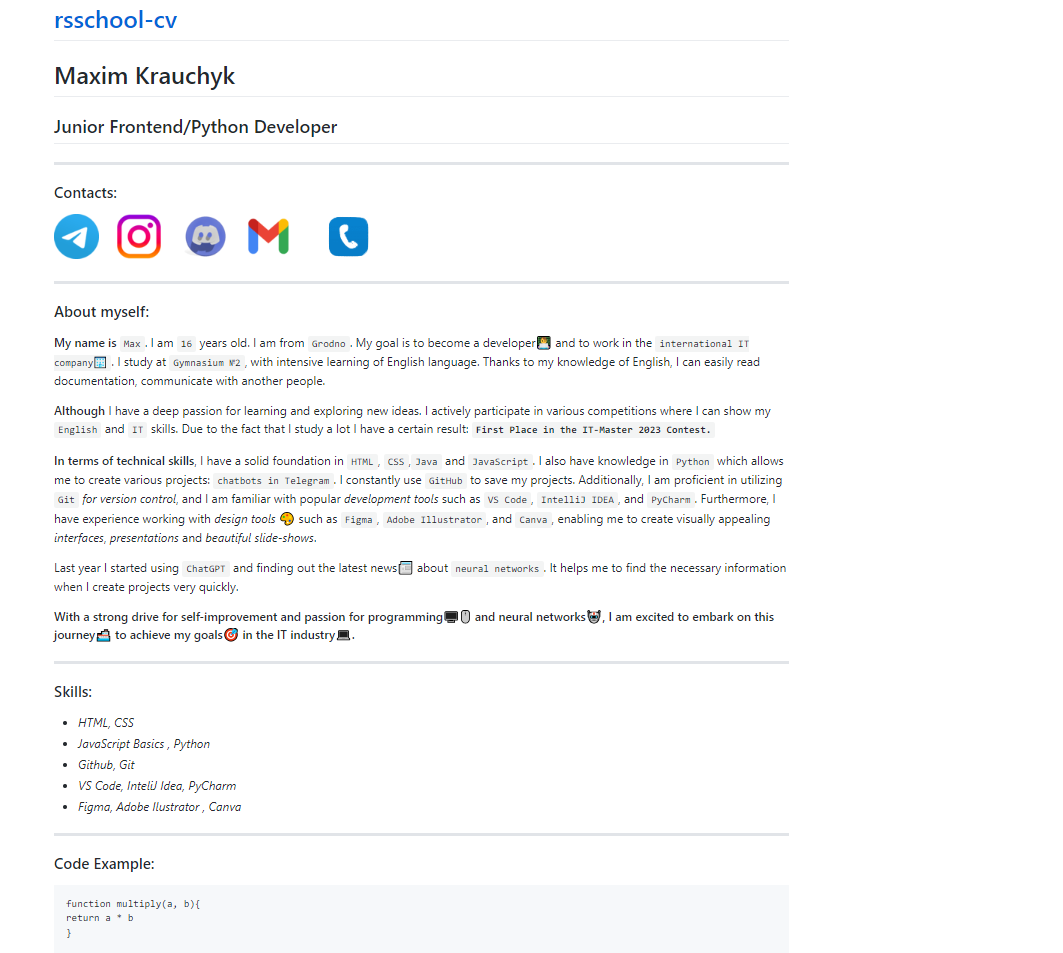 rsschool-cv
Maxim Krauchyk
Junior Frontend/Python Developer
Contacts:
About myself:
My name is Max . I am 16 years old. I am from Grodno . My goal is to become a developer and to work in the international IT
company . I study at Gymnasium №2 , with intensive learning of English language. Thanks to my knowledge of English, I can easily read
documentation, communicate with another people.
Although I have a deep passion for learning and exploring new ideas. I actively participate in various competitions where I can show my
English and IT skills. Due to the fact that I study a lot I have a certain result: First Place in the IT-Master 2023 Contest.
In terms of technical skills, I have a solid foundation in HTML , CSS , Java and JavaScript . I also have knowledge in Python which allows
me to create various projects: chatbots in Telegram . I constantly use GitHub to save my projects. Additionally, I am proficient in utilizing
Git for version control, and I am familiar with popular development tools such as VS Code , IntelliJ IDEA , and PyCharm . Furthermore, I
have experience working with design tools 🎨 such as Figma , Adobe Illustrator , and Canva , enabling me to create visually appealing
interfaces, presentations and beautiful slide-shows.
Last year I started using ChatGPT and finding out the latest news about neural networks . It helps me to find the necessary information
when I create projects very quickly.
With a strong drive for self-improvement and passion for programming and neural networks , I am excited to embark on this
journey to achieve my goals🎯 in the IT industry💻.
Skills:
HTML, CSS
JavaScript Basics , Python
Github, Git
VS Code, InteliJ Idea, PyCharm
Figma, Adobe Ilustrator , Canva
Code Example:
function multiply(a, b){
return a * b
}